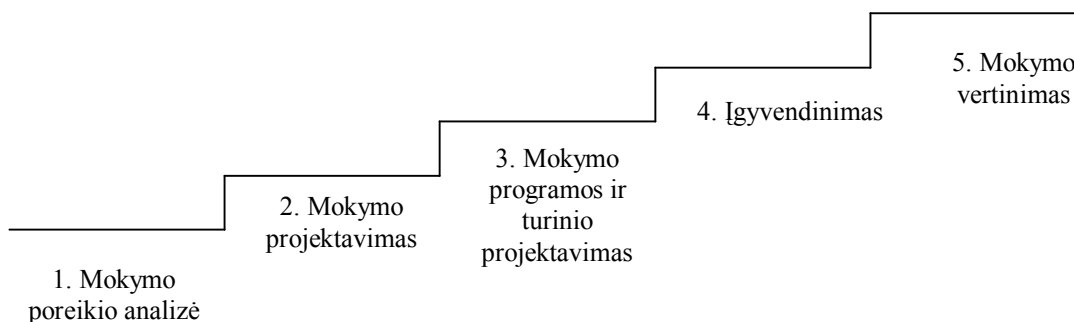 1. Mokymo
poreikio analizė
2. Mokymo
projektavimas
3. Mokymo
programos ir
turinio
projektavimas
4. Įgyvendinimas
5. Mokymo
vertinimas